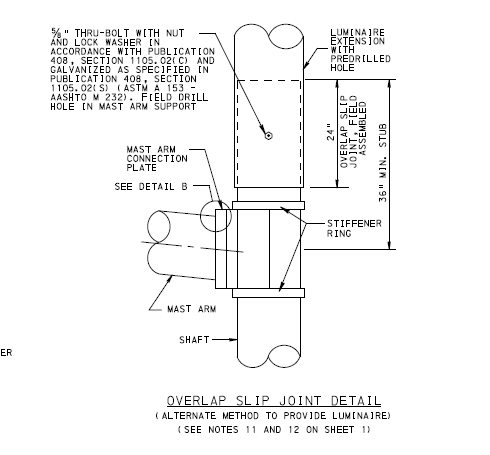 ⅝" THRU-BOLT WITH NUT
AND LOCK WASHER IN
ACCORDANCE WITH PUBLICATION
408, SECTION 1105.02(C) AND
GALVANIZED AS SPECIFIED IN
PUBLICATION 408, SECTION
1105.02(S) (ASTM A 153 -
AASHTO M 232). FIELD DRILL
HOLE IN MAST ARM SUPPORT
LUMINAIRE
EXTENSION
WITH
PREDRILLED
HOLE
24"
OVERLAP SLIP
JOINT, FIELD
ASSEMBLED
36" MIN. STUB
MAST ARM
CONNECTION
PLATE
SEE DETAIL B
STIFFENER
RING
MAST ARM
SHAFT
ER
OVERLAP SLIP JOINT DETAIL
(ALTERNATE METHOD TO PROVIDE LUMINAIRE)
(SEE NOTES 11 AND 12 ON SHEET 1)